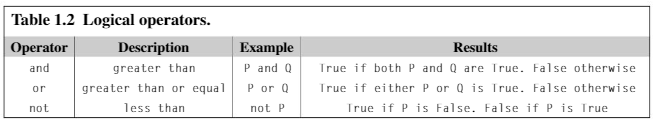 Table 1.2 Logical operators.
Operator Description Example Results
and greater than P and Q True if both P and Q are True. False otherwise
or greater than or equal P or Q True if either P or Q is True. False otherwise
not less than not P True if P is False. False if P is True